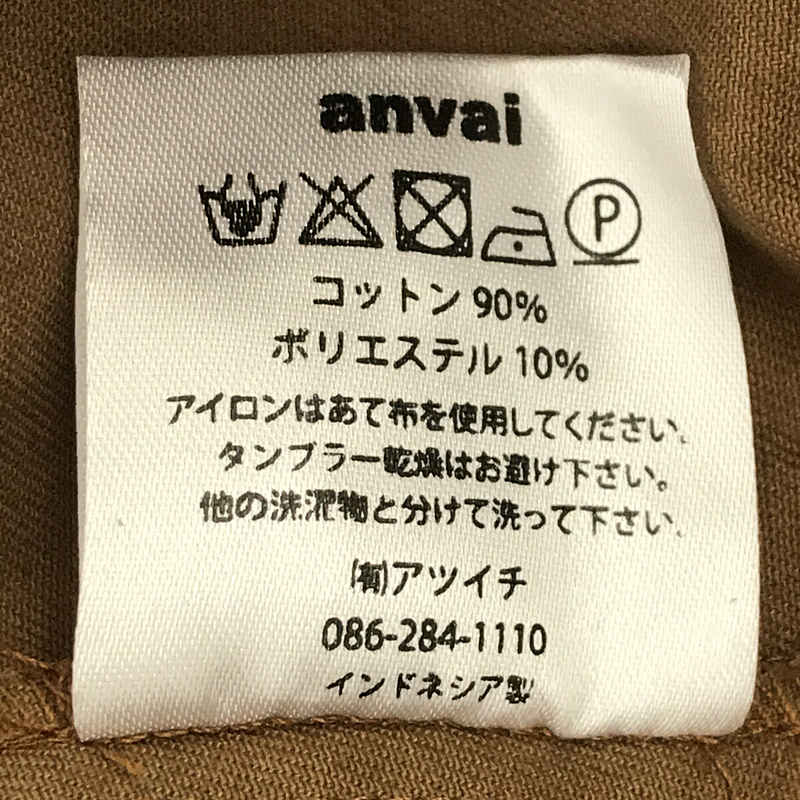 anvai
P
コットン 90%
ポリエステル 10%
アイロンはあて布を使用してください。
タンブラー乾燥はお避け下さい。
他の洗濯物と分けて洗って下さい。
㈲アツイチ
086-284-1110
インドネシア製